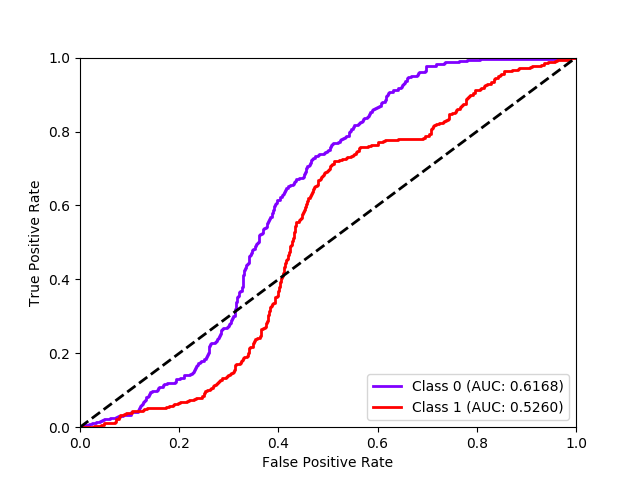 1.0
0.8
0.6
0.4
0.2
0.0
True Positive Rate
0.0 0.2 0.4 0.6 0.8 1.0
False Positive Rate
Class 0 (AUC: 0.6168)
Class 1 (AUC: 0.5260)